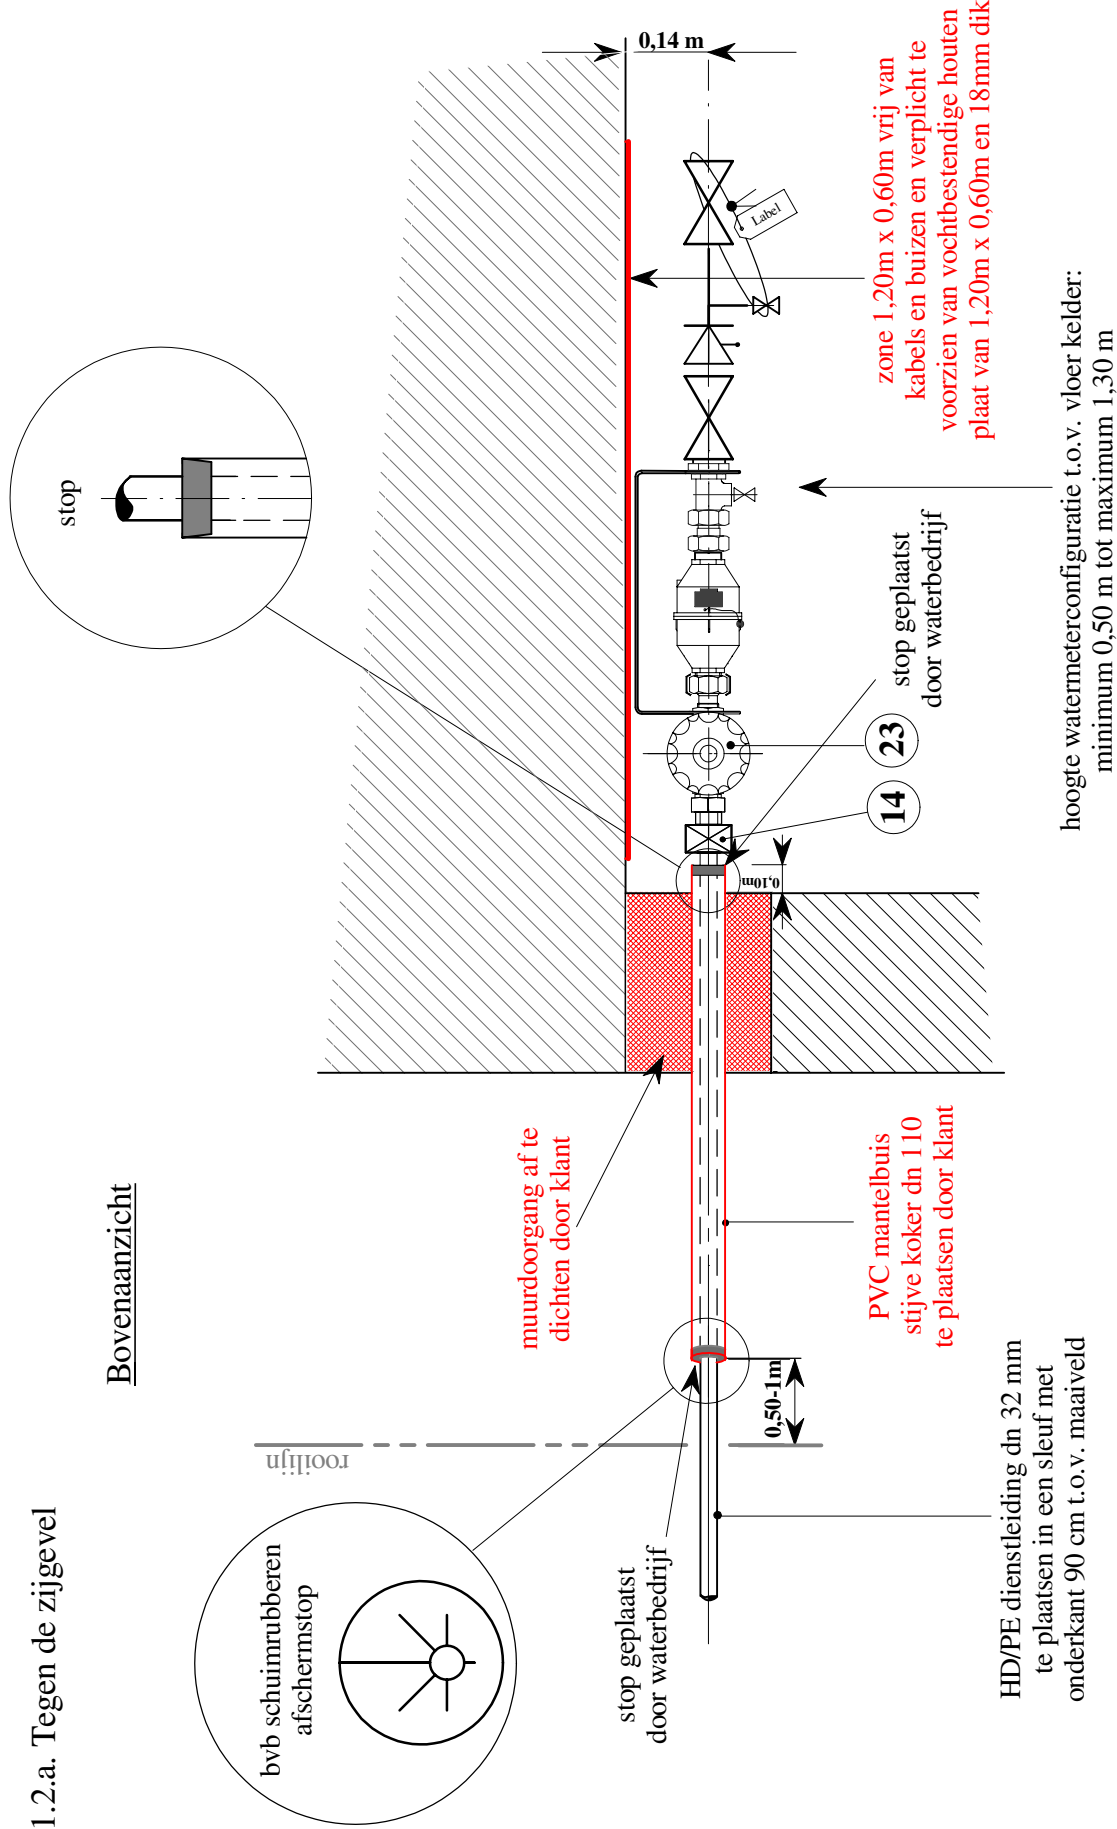 1.2.a. Tegen de zijgevel
Bovenaanzicht
bvb schuimrubberen
afschermstop
stop
rooilijn
muurdoorgang af te
dichten door klant
0,14 m
stop geplaatst
door waterbedrijf
0,50-1m
PVC mantelbuis
stijve koker dn 110
te plaatsen door klant
0,10m
14
23
stop geplaatst
door waterbedrijf
Label
zone 1,20m x 0,60m vrij van
kabels en buizen en verplicht te
voorzien van vochtbestendige houten
plaat van 1,20m x 0,60m en 18mm dik
HD/PE dienstleiding dn 32 mm
te plaatsen in een sleuf met
onderkant 90 cm t.o.v. maaiveld
hoogte watermeterconfiguratie t.o.v. vloer kelder:
minimum 0,50 m tot maximum 1,30 m